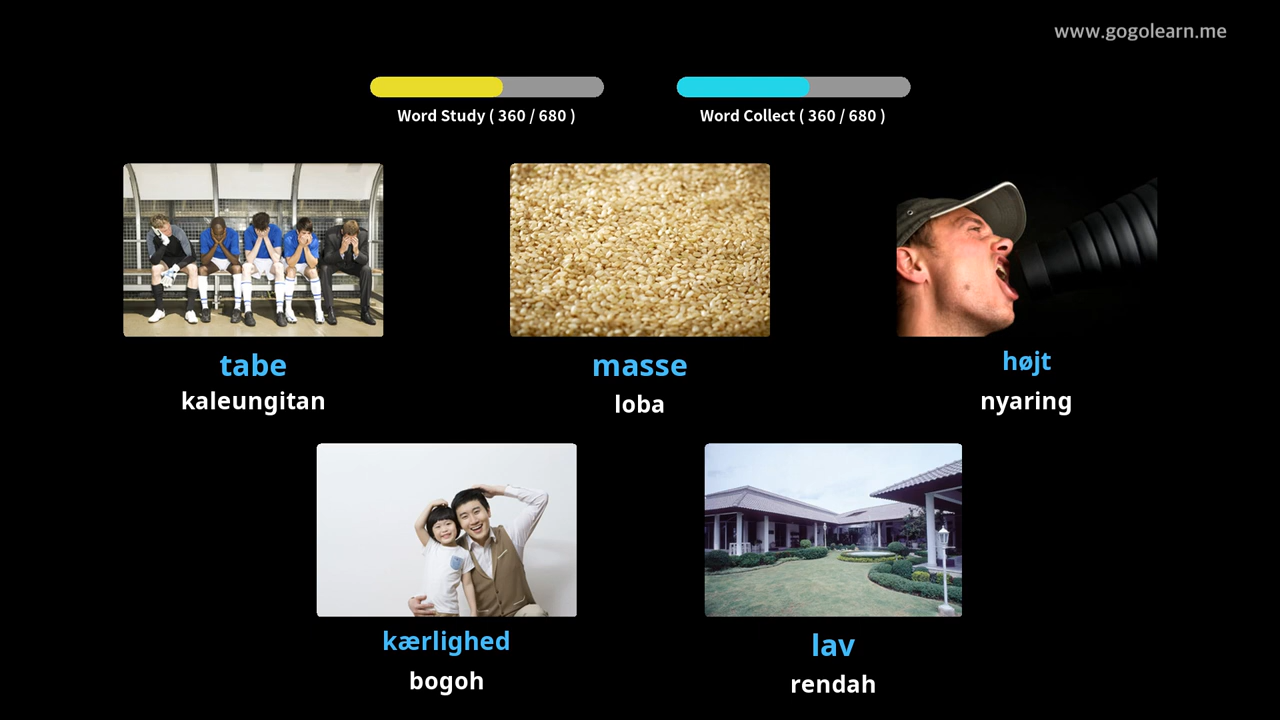 www.gogolearn.me
Word Study ( 360 / 680 )
Word Collect ( 360 / 680 )
tabe
kaleungitan
masse
loba
højt
nyaring
kærlighed
bogoh
lav
rendah